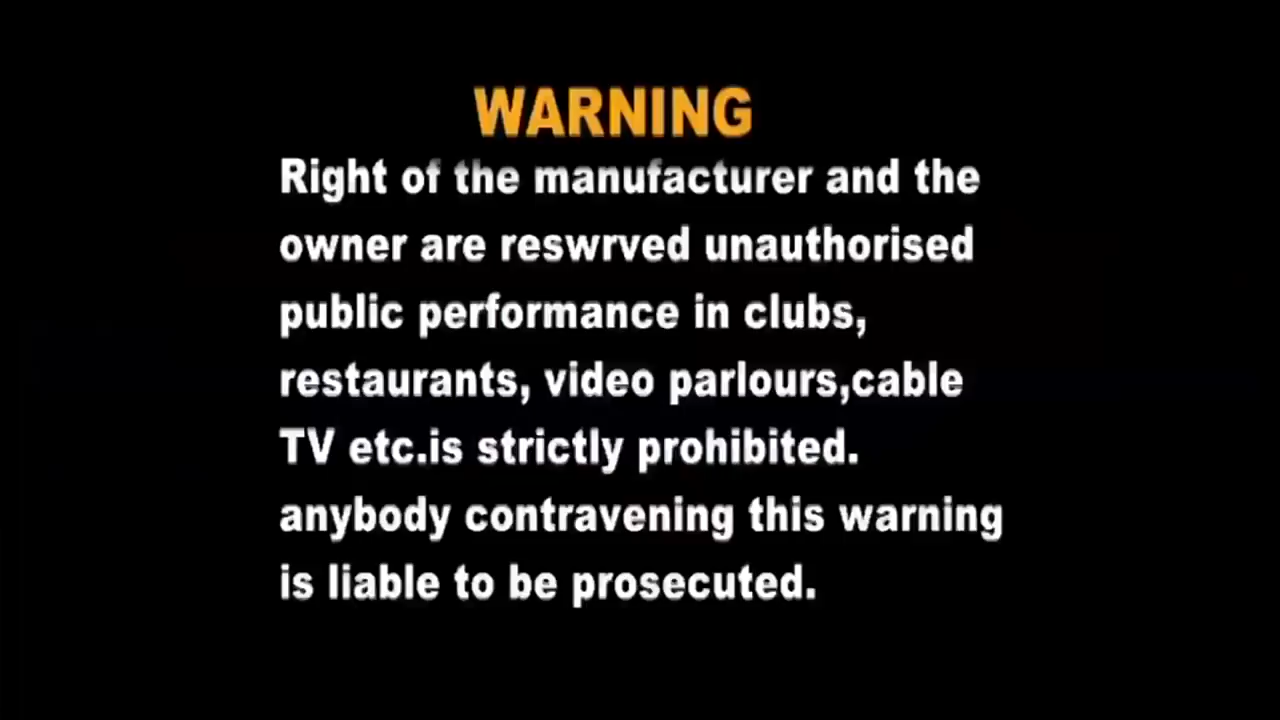 WARNING
Right of the manufacturer and the
owner are reswrved unauthorised
public performance in clubs,
restaurants, video parlours,cable
TV etc.is strictly prohibited.
anybody contravening this warning
is liable to be prosecuted.